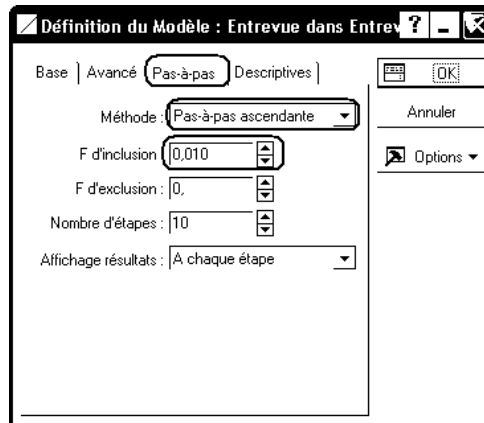 Définition du Modèle : Entrevue dans Entrev ?
Base Avancé Pas-à-pas Descriptives
OK
Méthode : Pas-à-pas ascendante
Annuler
F d'inclusion 0,010
Options
F d'exclusion : 0,
Nombre d'étapes : 10
Affichage résultats : A chaque étape